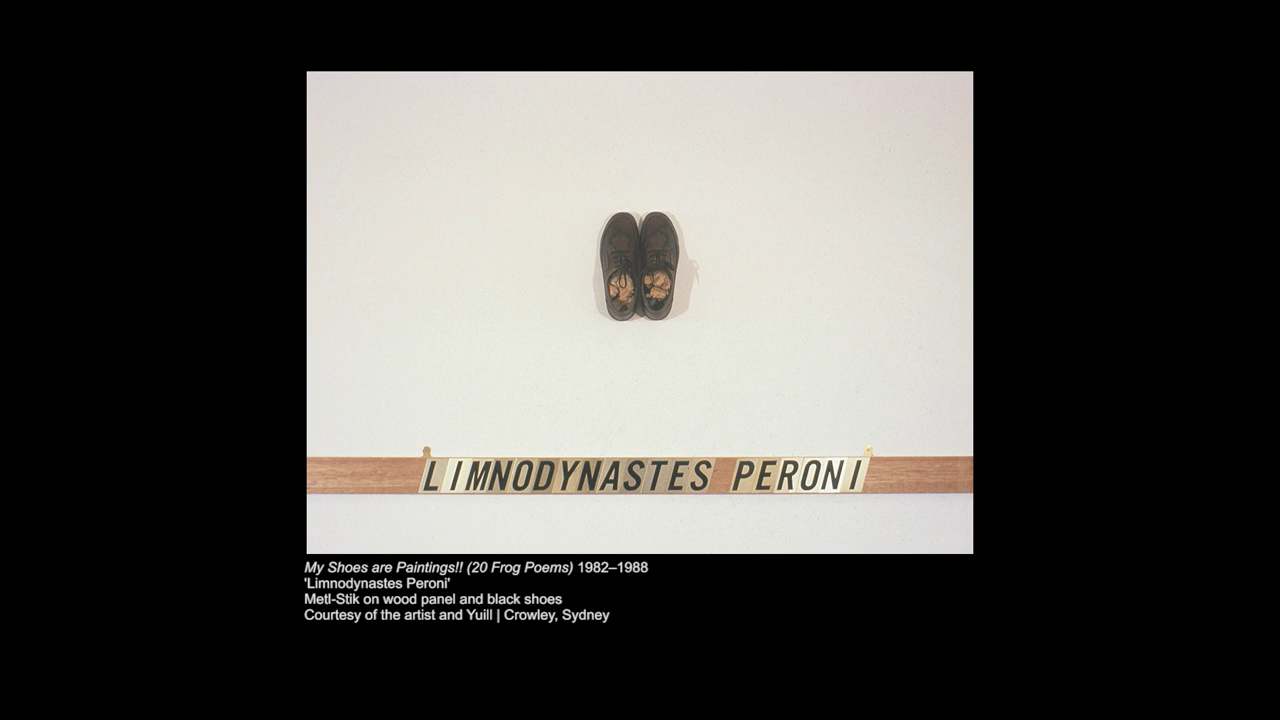 LIMNODYNASTES PERONI
My Shoes are Paintings!! (20 Frog Poems) 1982–1988
'Limnodynastes Peroni'
Metl-Stik on wood panel and black shoes
Courtesy of the artist and Yuill | Crowley, Sydney